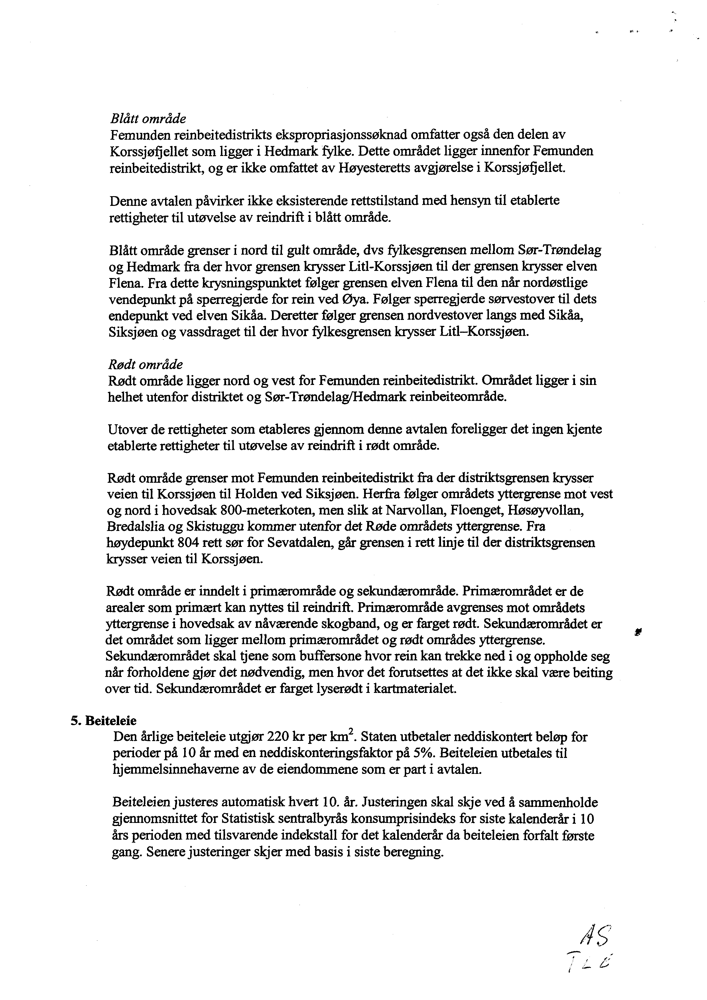 Blått område
Femunden reinbeitedistrikts ekspropriasjonssøknad omfatter også den delen av
Korssjøfjellet som ligger i Hedmark fylke. Dette området ligger innenfor Femunden
reinbeitedistrikt, og er ikke omfattet av Høyesteretts avgjørelse i Korssjøfjellet.
Denne avtalen påvirker ikke eksisterende rettstilstand med hensyn til etablerte
rettigheter til utøvelse av reindrift i blått område.
Blått område grenser i nord til gult område, dvs fylkesgrensen mellom Sør-Trøndelag
og Hedmark fra der hvor grensen krysser Litl-Korssjøen til der grensen krysser elven
Flena. Fra dette krysningspunktet følger grensen elven Flena til den når nordøstlige
vendepunkt på sperregjerde for rein ved Øya. Følger sperregjerde sørvestover til dets
endepunkt ved elven Sikåa. Deretter følger grensen nordvestover langs med Sikåa,
Siksjøen og vassdraget til der hvor fylkesgrensen krysser Litl–Korssjøen.
Rødt område
Rødt område ligger nord og vest for Femunden reinbeitedistrikt. Området ligger i sin
helhet utenfor distriktet og Sør-Trøndelag/Hedmark reinbeiteområde.
Utover de rettigheter som etableres gjennom denne avtalen foreligger det ingen kjente
etablerte rettigheter til utøvelse av reindrift i rødt område.
Rødt område grenser mot Femunden reinbeitedistrikt fra der distriktsgrensen krysser
veien til Korssjøen til Holden ved Siksjøen. Herfra følger områdets yttergrense mot vest
og nord i hovedsak 800-meterkoten, men slik at Narvollan, Floenget, Høsøyvollan,
Bredalslia og Skistuggu kommer utenfor det Røde områdets yttergrense. Fra
høydepunkt 804 rett sør for Sevatdalen, går grensen i rett linje til der distriktsgrensen
krysser veien til Korssjøen.
Rødt område er inndelt i primærområde og sekundærområde. Primærområdet er de
arealer som primært kan nyttes til reindrift. Primærområde avgrenses mot områdets
yttergrense i hovedsak av nåværende skogband, og er farget rødt. Sekundærområdet er
det området som ligger mellom primærområdet og rødt områdes yttergrense.
Sekundærområdet skal tjene som buffersone hvor rein kan trekke ned i og oppholde seg
når forholdene gjør det nødvendig, men hvor det forutsettes at det ikke skal være beiting
over tid. Sekundærområdet er farget lyserødt i kartmaterialet.
5. Beiteleie
Den årlige beiteleie utgjør 220 kr per km². Staten utbetaler neddiskontert beløp for
perioder på 10 år med en neddiskonteringsfaktor på 5%. Beiteleien utbetales til
hjemmelsinnehaverne av de eiendommene som er part i avtalen.
Beiteleien justeres automatisk hvert 10. år. Justeringen skal skje ved å sammenholde
gjennomsnittet for Statistisk sentralbyrås konsumprisindeks for siste kalenderår i 10
års perioden med tilsvarende indekstall for det kalenderår da beiteleien forfalt første
gang. Senere justeringer skjer med basis i siste beregning.
AS
TLE